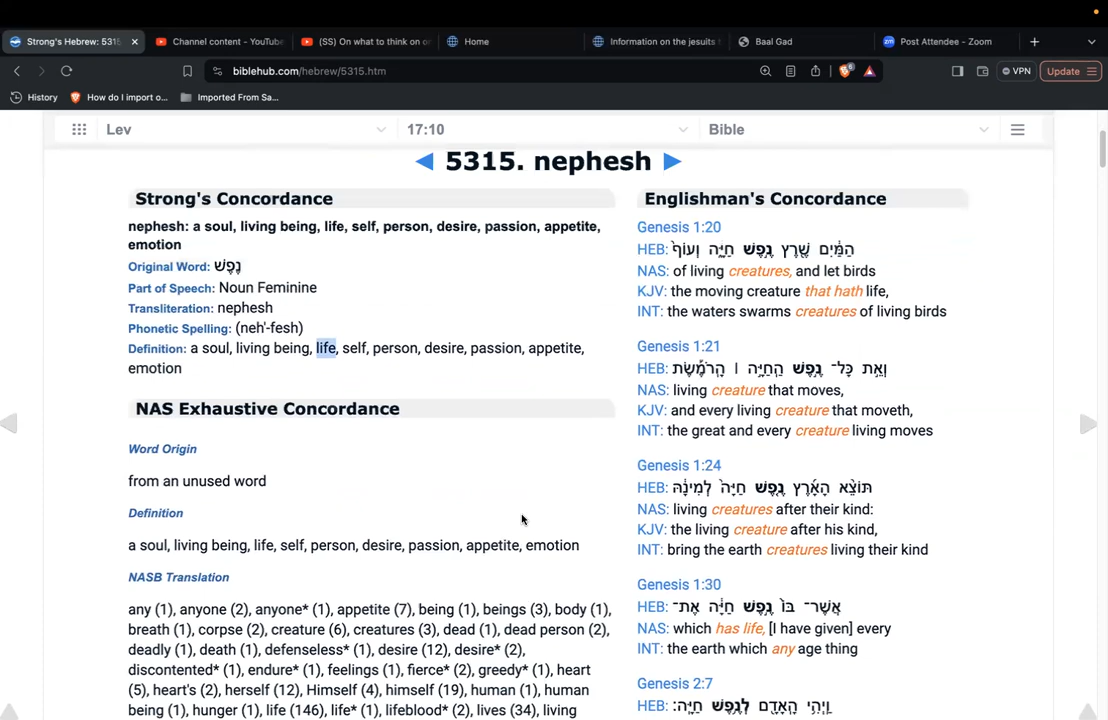 Strong's Hebrew: 5315
Channel content - YouTube
(SS) On what to think on or
Home
Information on the jesuits
Baal Gad
Post Attendee - Zoom
biblehub.com/hebrew/5315.htm
6
VPN
Update
History
How do I import o...
Imported From Sa...
Lev
17:10
Bible
5315. nephesh
Strong's Concordance
nephesh: a soul, living being, life, self, person, desire, passion, appetite,
emotion
Original Word: נֶפֶשׁ
Part of Speech: Noun Feminine
Transliteration: nephesh
Phonetic Spelling: (neh'-fesh)
Definition: a soul, living being, life, self, person, desire, passion, appetite,
emotion
NAS Exhaustive Concordance
Word Origin
from an unused word
Definition
a soul, living being, life, self, person, desire, passion, appetite, emotion
NASB Translation
any (1), anyone (2), anyone* (1), appetite (7), being (1), beings (3), body (1),
breath (1), corpse (2), creature (6), creatures (3), dead (1), dead person (2),
deadly (1), death (1), defenseless* (1), desire (12), desire* (2),
discontented* (1), endure* (1), feelings (1), fierce* (2), greedy* (1), heart
(5), heart's (2), herself (12), Himself (4), himself (19), human (1), human
being (1), hunger (1), life (146), life* (1), lifeblood* (2), lives (34), living
Englishman's Concordance
Genesis 1:20
HEB: הַמַּ֔יִם שֶׁ֖רֶץ נֶ֣פֶשׁ חַיָּ֑ה וְעוֹף֙
NAS: of living creatures, and let birds
KJV: the moving creature that hath life,
INT: the waters swarms creatures of living birds
Genesis 1:21
HEB: וְאֵ֣ת כָּל־ נֶ֣פֶשׁ הַֽחַיָּ֣ה ׀ הָֽרֹמֶ֡שֶׂת
NAS: living creature that moves,
KJV: and every living creature that moveth,
INT: the great and every creature living moves
Genesis 1:24
HEB: תּוֹצֵ֨א הָאָ֜רֶץ נֶ֤פֶשׁ חַיָּה֙ לְמִינָ֔הּ
NAS: living creatures after their kind:
KJV: the living creature after his kind,
INT: bring the earth creatures living their kind
Genesis 1:30
HEB: אֲשֶׁר־ בּוֹ֙ נֶ֣פֶשׁ חַיָּ֔ה אֶת־
NAS: which has life, [I have given] every
INT: the earth which any age thing
Genesis 2:7
HEB: וַֽיְהִ֥י הָֽאָדָ֖ם לְנֶ֥פֶשׁ חַיָּֽה׃